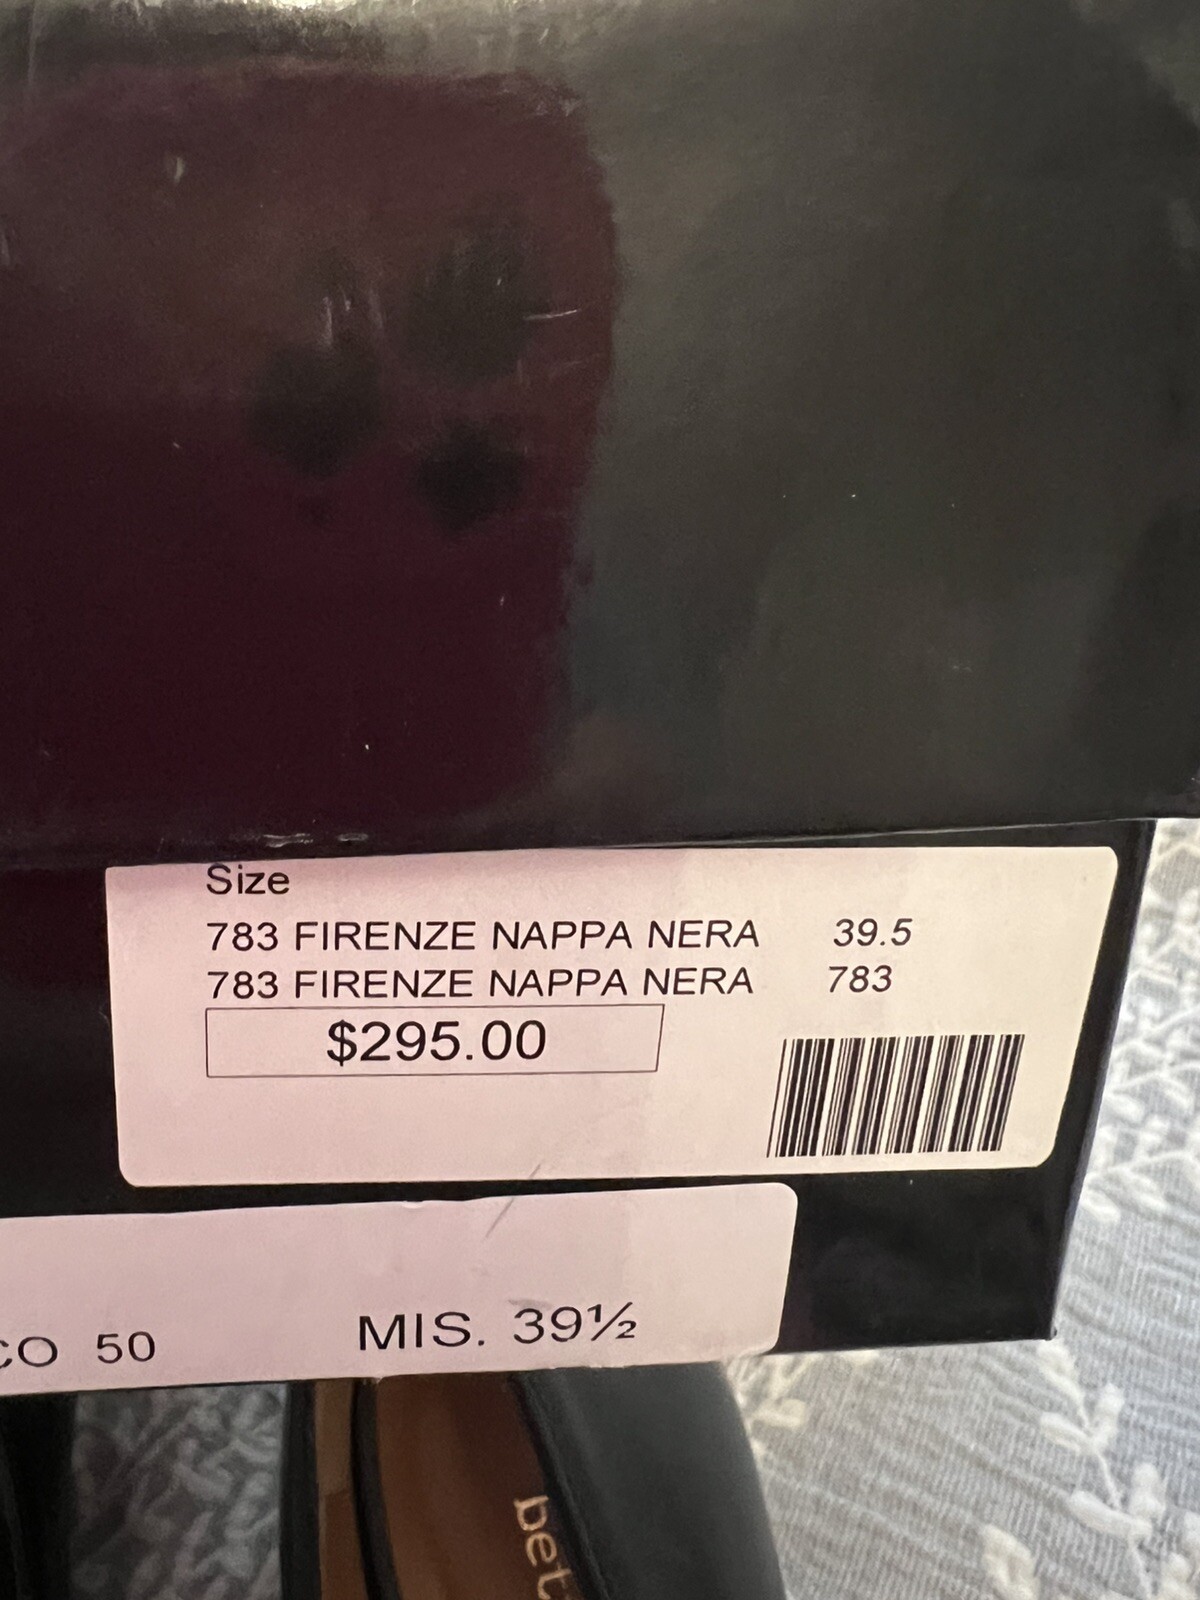 Size
783 FIRENZE NAPPA NERA 39.5
783 FIRENZE NAPPA NERA 783
$295.00
CO 50 MIS. 39½
bet